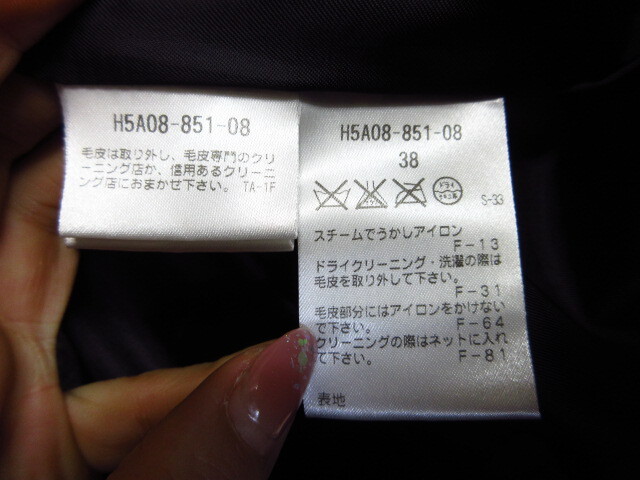 H5A08-851-08
毛皮は取り外し、毛皮専門のクリ
ーニング店か、信用あるクリーニ
ング店におまかせ下さい。 TA-1F
H5A08-851-08
38
ドライ
S-33
スチームでうかしアイロン
F-13
ドライクリーニング・洗濯の際は
毛皮を取り外して下さい。
F-31
毛皮部分にはアイロンをかけない
で下さい。 F-64
クリーニングの際はネットに入れ
て下さい。 F-81
表地